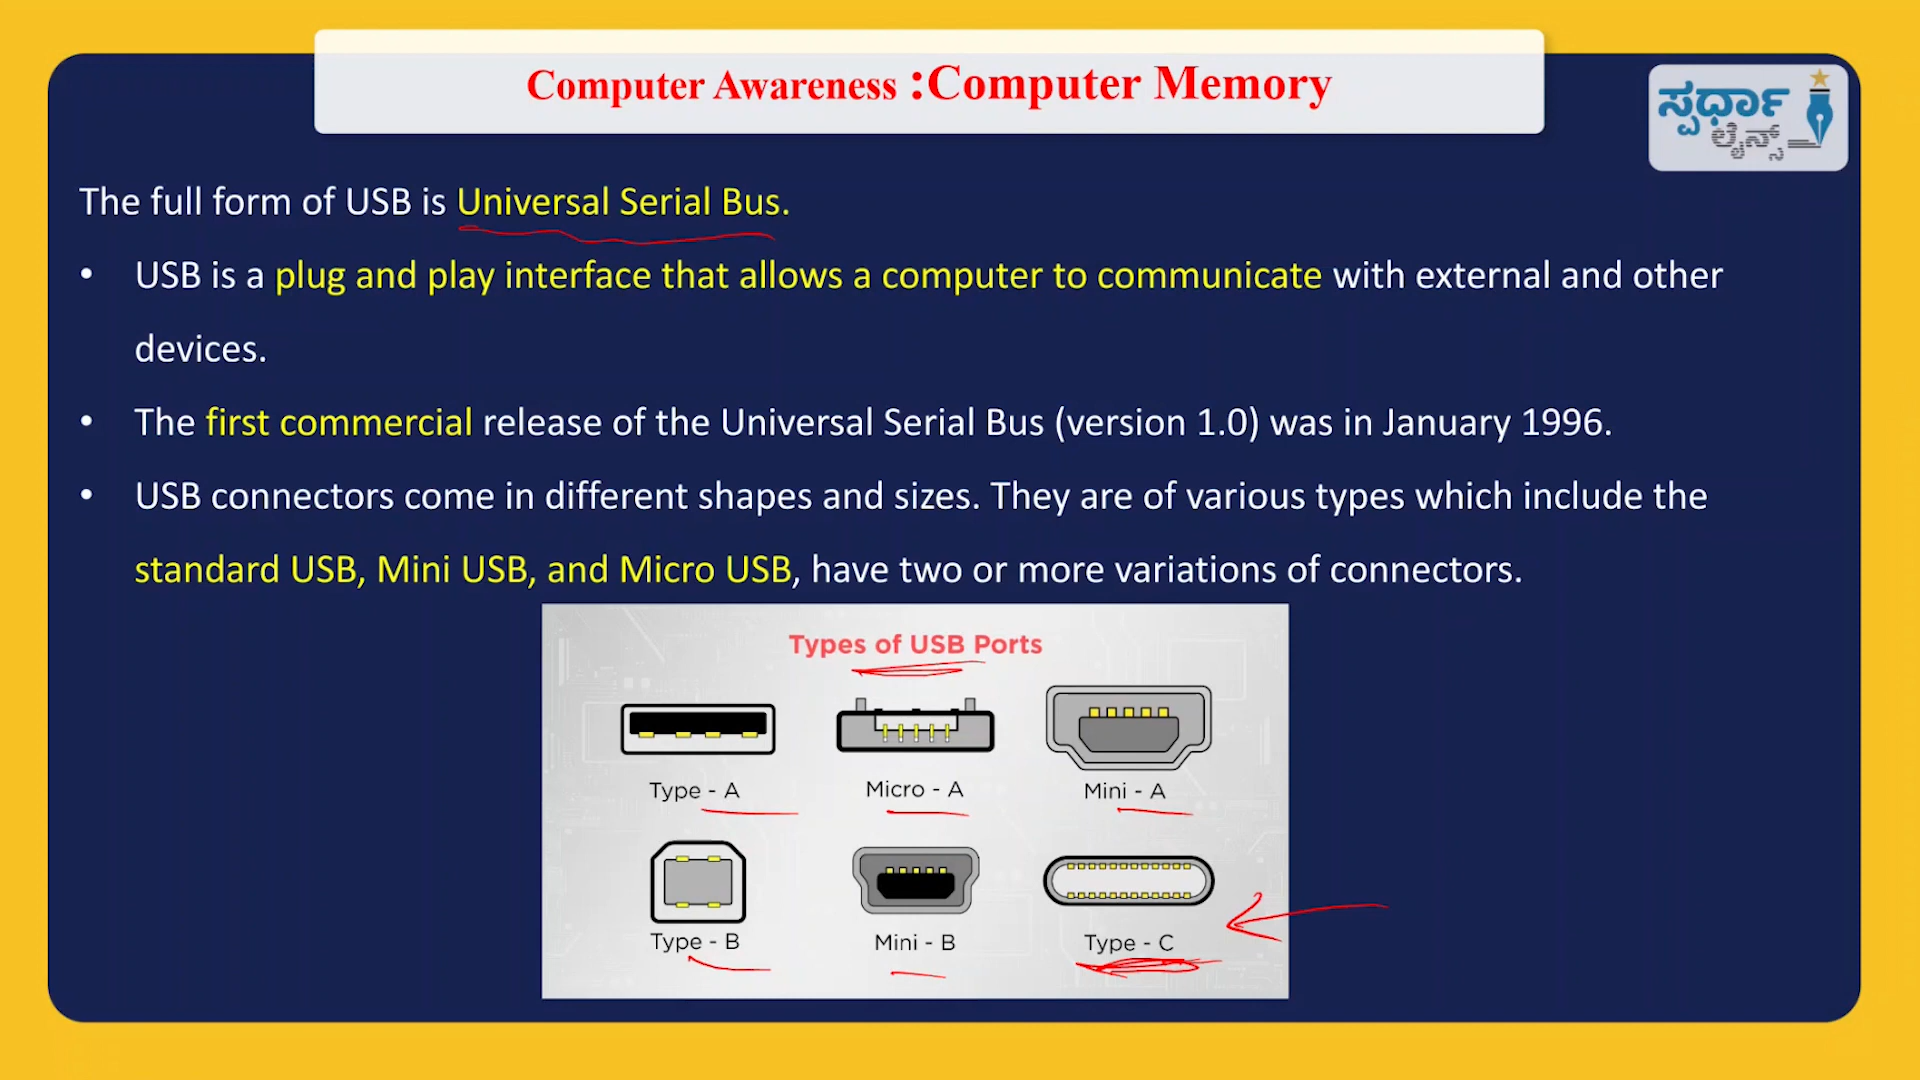 Computer Awareness :Computer Memory
ಸ್ಪರ್ಧಾ
ಲೈನ್ಸ್
The full form of USB is Universal Serial Bus.
• USB is a plug and play interface that allows a computer to communicate with external and other
devices.
• The first commercial release of the Universal Serial Bus (version 1.0) was in January 1996.
• USB connectors come in different shapes and sizes. They are of various types which include the
standard USB, Mini USB, and Micro USB, have two or more variations of connectors.
Types of USB Ports
Type - A
Micro - A
Mini - A
Type - B
Mini - B
Type - C